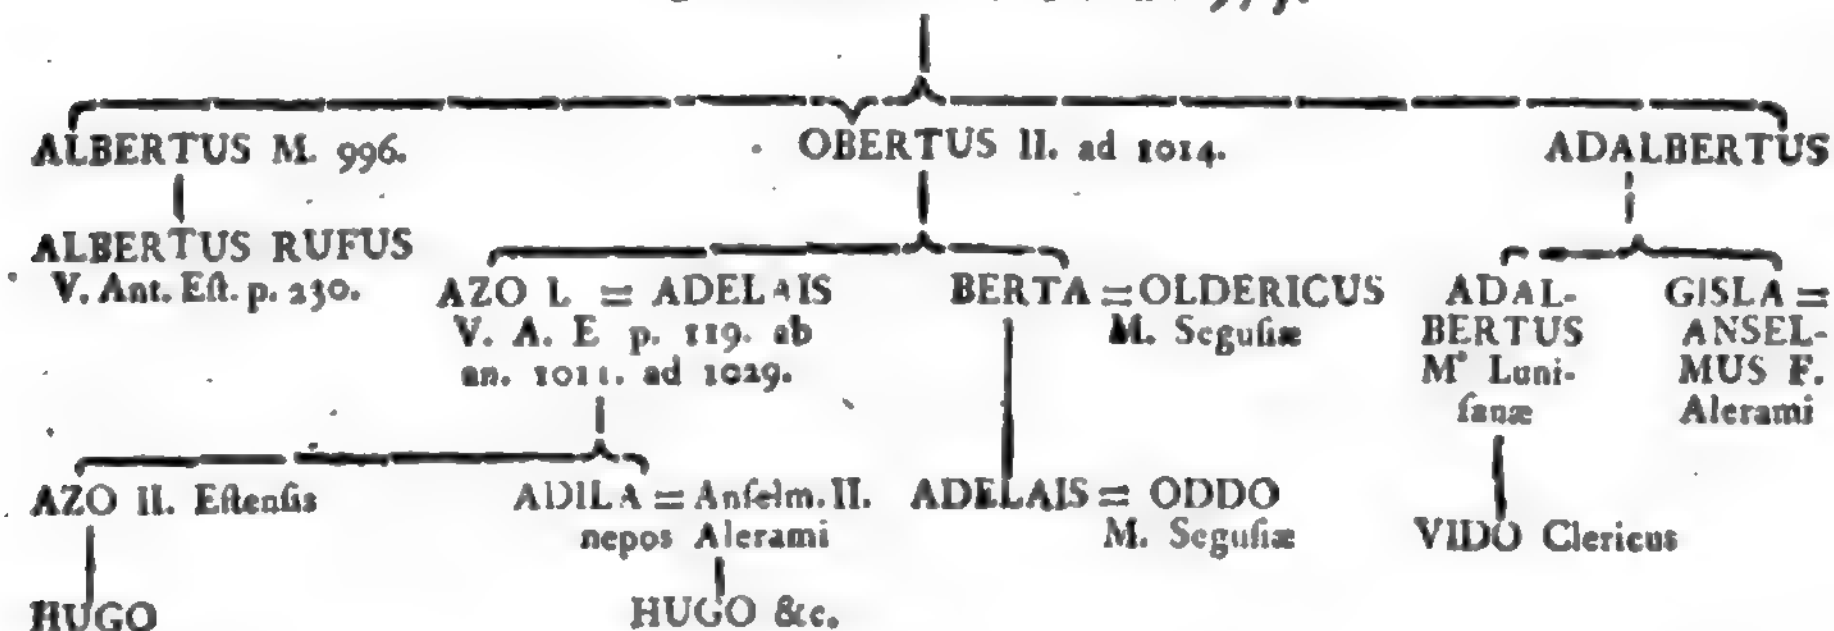 ALBERTUS M. 996. OBERTUS II. ad 1014. ADALBERTUS
ALBERTUS RUFUS
V. Ant. Eſt. p. 230.
AZO I. = ADELAIS
V. A. E p. 119. ab
an. 1011. ad 1029.
BERTA = OLDERICUS
M. Seguſiæ
ADAL-
BERTUS
M° Luni-
ſanæ
GISLA =
ANSEL-
MUS F.
Alerami
AZO II. Eſtenſis
ADILA = Anſelm. II.
nepos Alerami
ADELAIS = ODDO
M. Seguſiæ
VIDO Clericus
HUGO
HUGO &c.